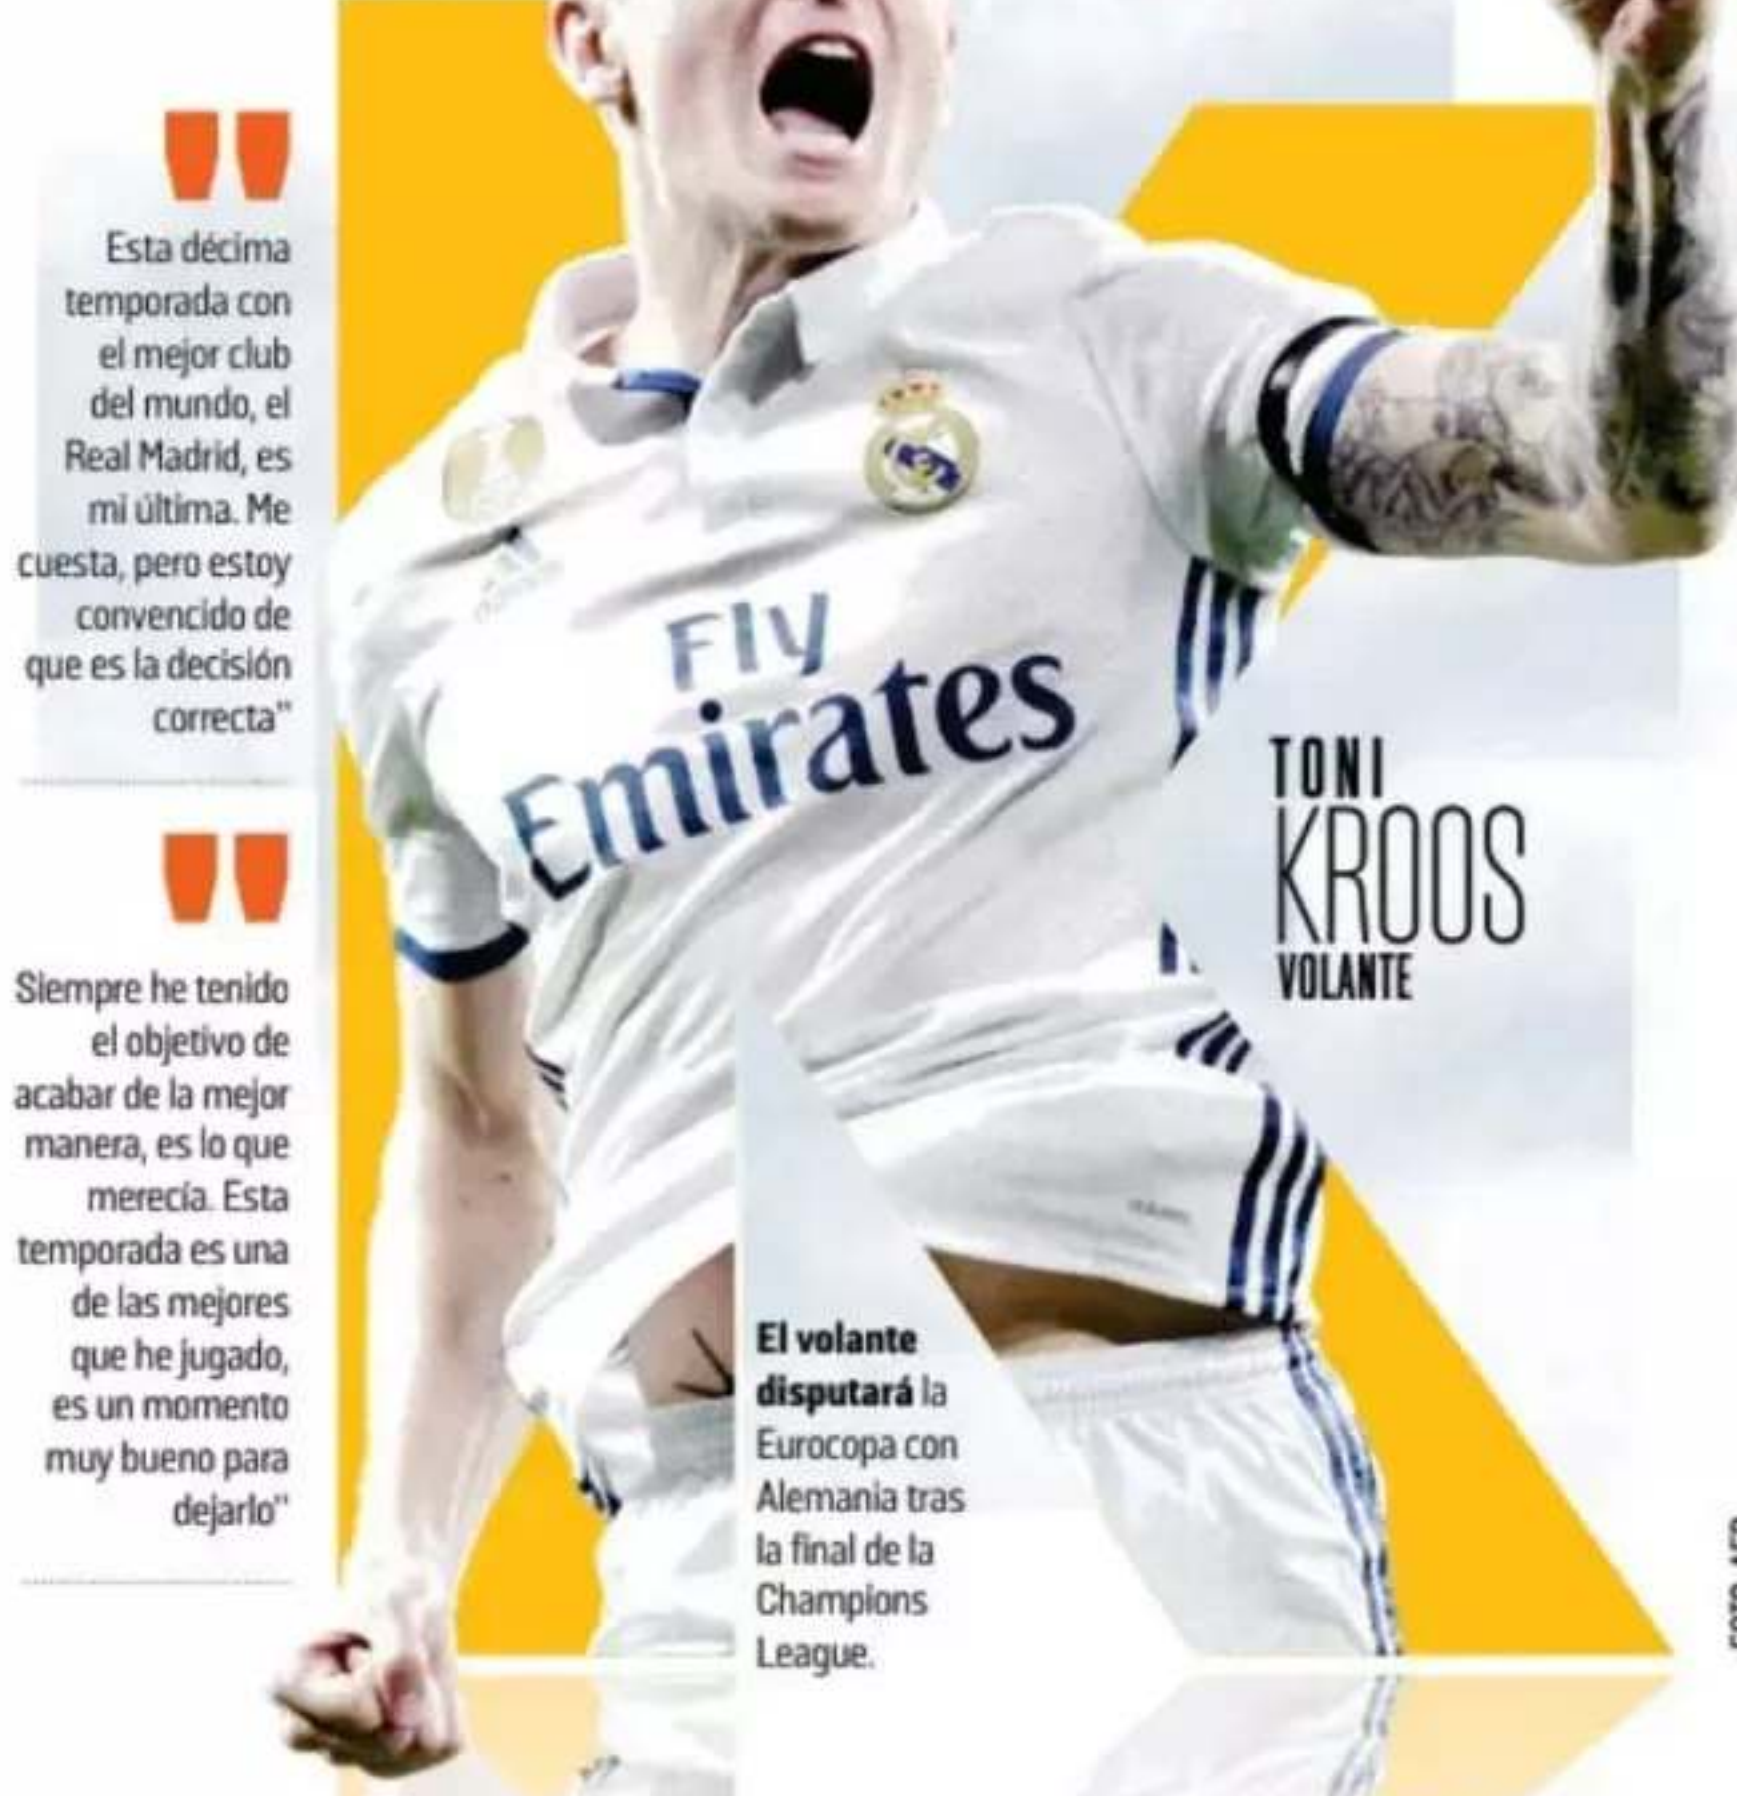 Esta décima
temporada con
el mejor club
del mundo, el
Real Madrid, es
mi última. Me
cuesta, pero estoy
convencido de
que es la decisión
correcta"
Siempre he tenido
el objetivo de
acabar de la mejor
manera, es lo que
merecía. Esta
temporada es una
de las mejores
que he jugado,
es un momento
muy bueno para
dejarlo"
Fly
Emirates
TONI
KROOS
VOLANTE
El volante
disputará la
Eurocopa con
Alemania tras
la final de la
Champions
League.